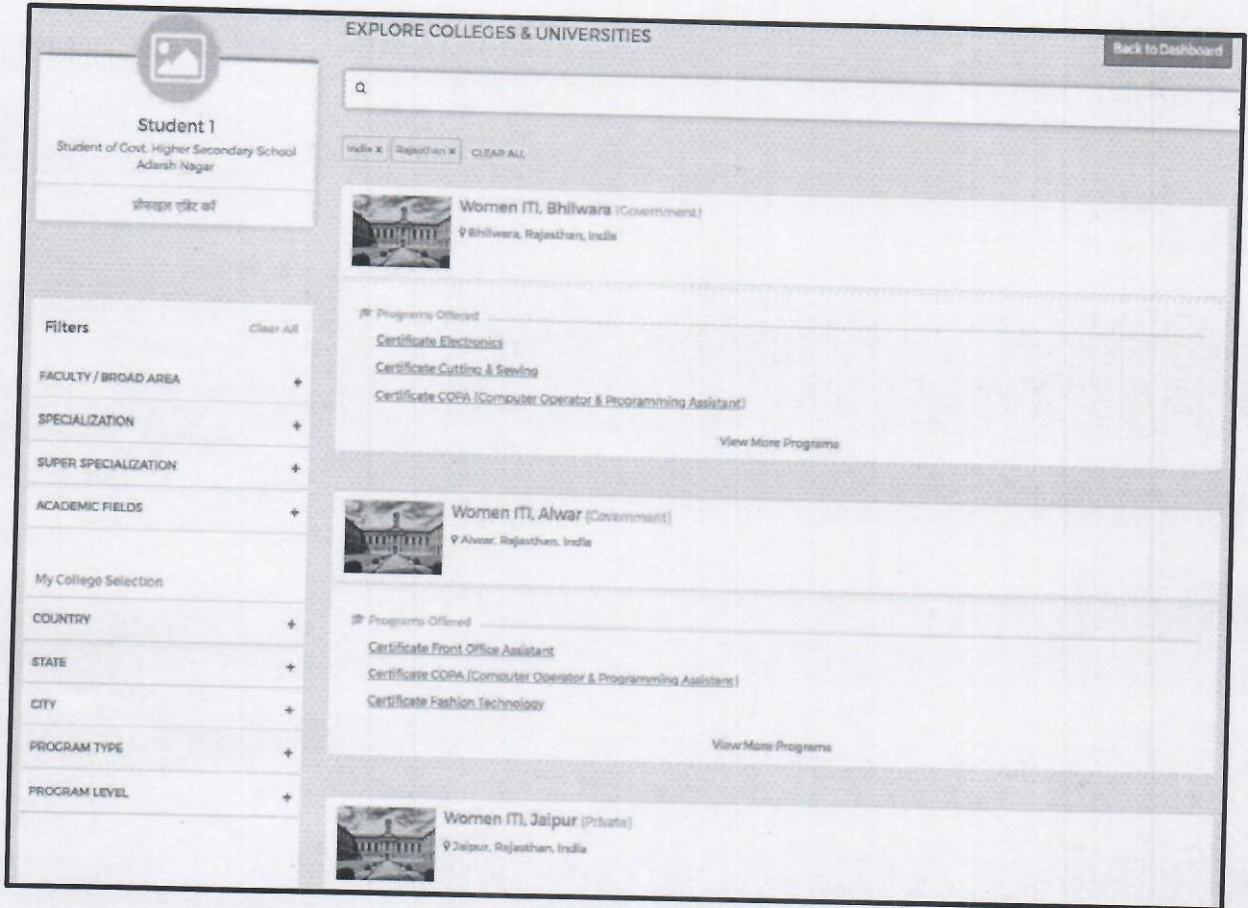 EXPLORE COLLEGES & UNIVERSITIES
Back to Dashboard
Student 1
Student of Govt. Higher Secondary School
Adarsh Nagar
प्रोफाइल एडिट करें
India x Rajasthan x CLEAR ALL
Women ITI, Bhilwara (Government)
Bhilwara, Rajasthan, India
Programs Offered
Certificate Electronics
Certificate Cutting & Sewing
Certificate COPA (Computer Operator & Programming Assistant)
View More Programs
Filters Clear All
FACULTY / BROAD AREA +
SPECIALIZATION +
SUPER SPECIALIZATION +
ACADEMIC FIELDS +
My College Selection
COUNTRY +
STATE +
CITY +
PROGRAM TYPE +
PROGRAM LEVEL +
Women ITI, Alwar (Government)
Alwar, Rajasthan, India
Programs Offered
Certificate Front Office Assistant
Certificate COPA (Computer Operator & Programming Assistant)
Certificate Fashion Technology
View More Programs
Women ITI, Jaipur (Private)
Jaipur, Rajasthan, India